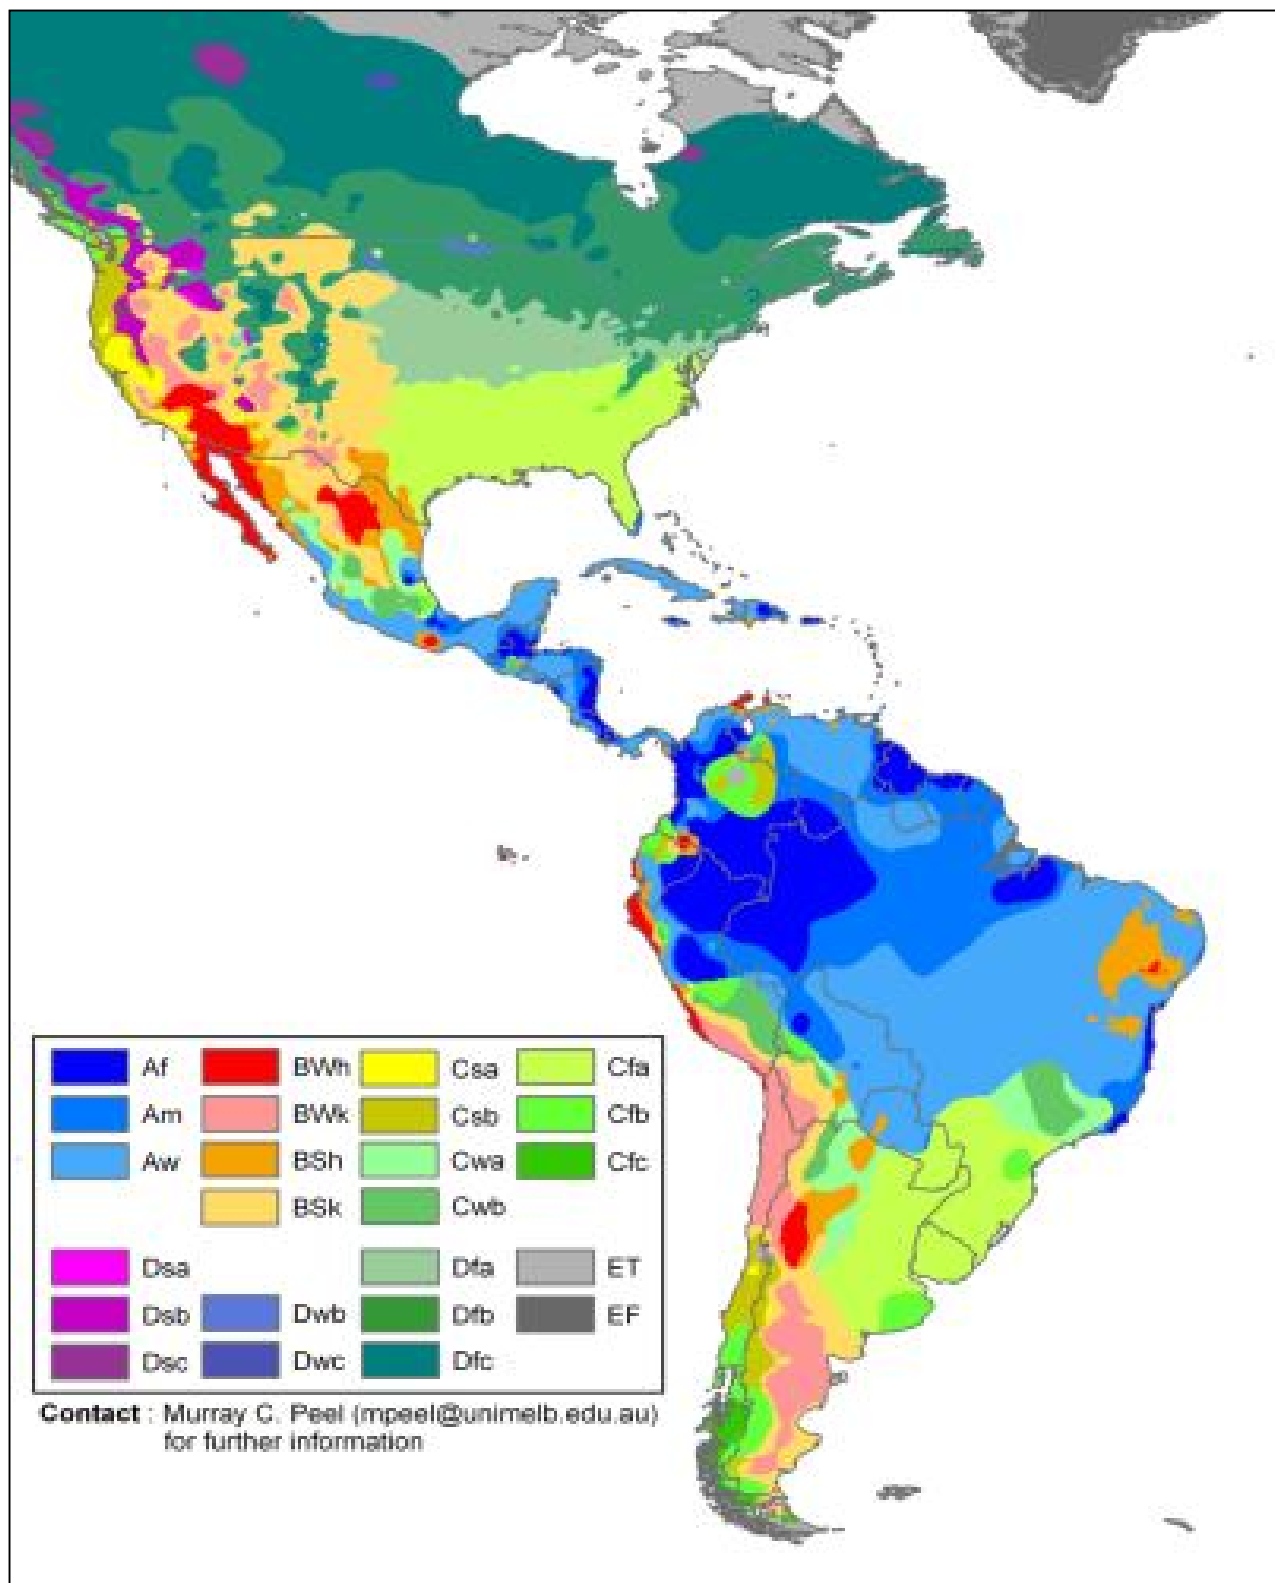 Af BWh Csa Cfa
Am BWk Csb Cfb
Aw BSh Cwa Cfc
BSk Cwb
Dsa Dfa ET
Dsb Dwb Dfb EF
Dsc Dwc Dfc
Contact : Murray C. Peel (mpeel@unimelb.edu.au)
for further information